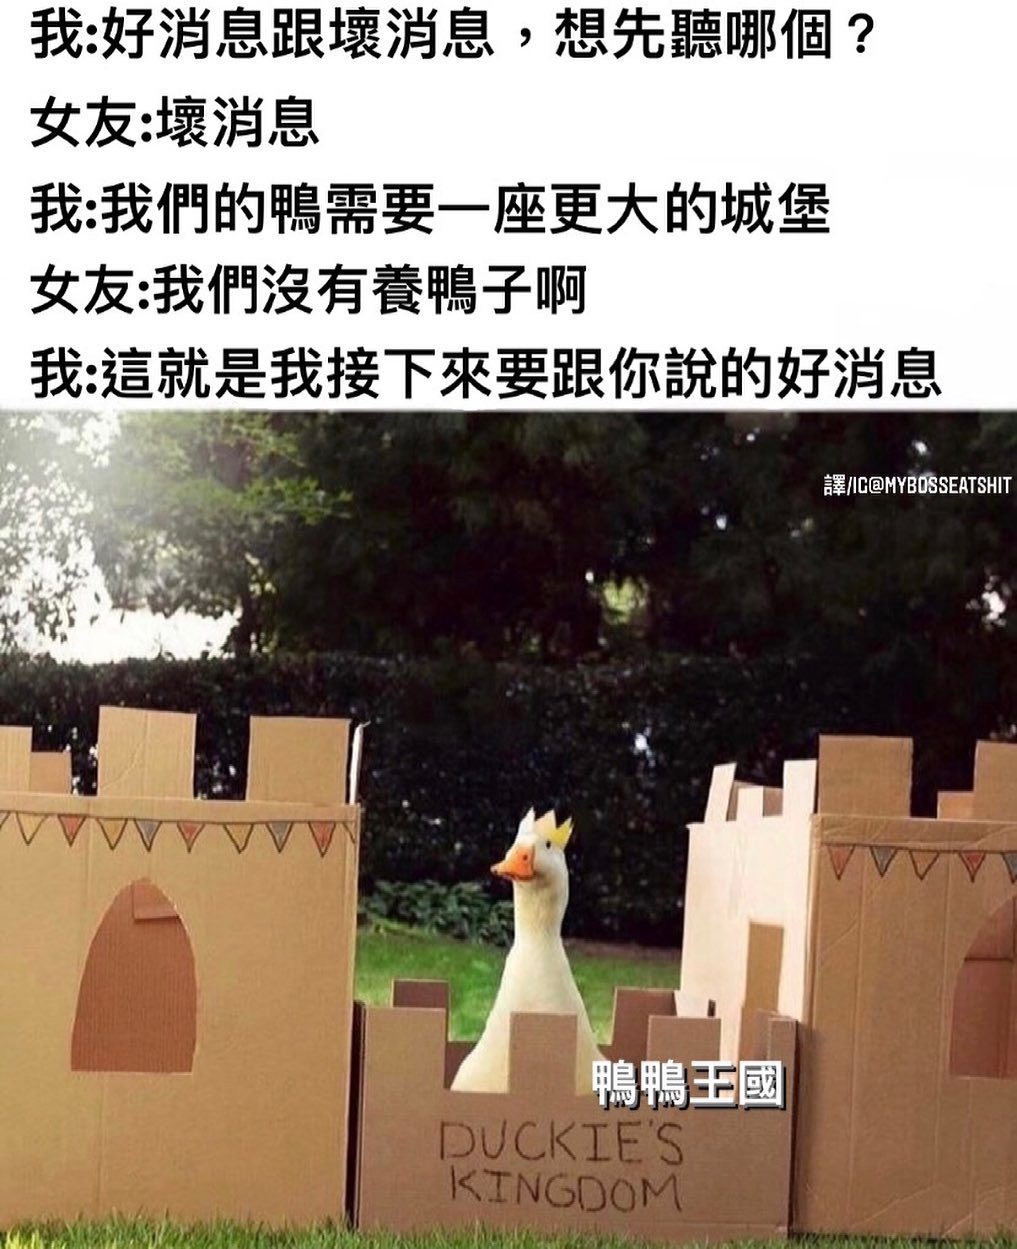 我:好消息跟壞消息，想先聽哪個？
女友:壞消息
我:我們的鴨需要一座更大的城堡
女友:我們沒有養鴨子啊
我:這就是我接下來要跟你說的好消息
譯/IG@MYBOSSEATSHIT
鴨鴨王國
DUCKIE'S
KINGDOM